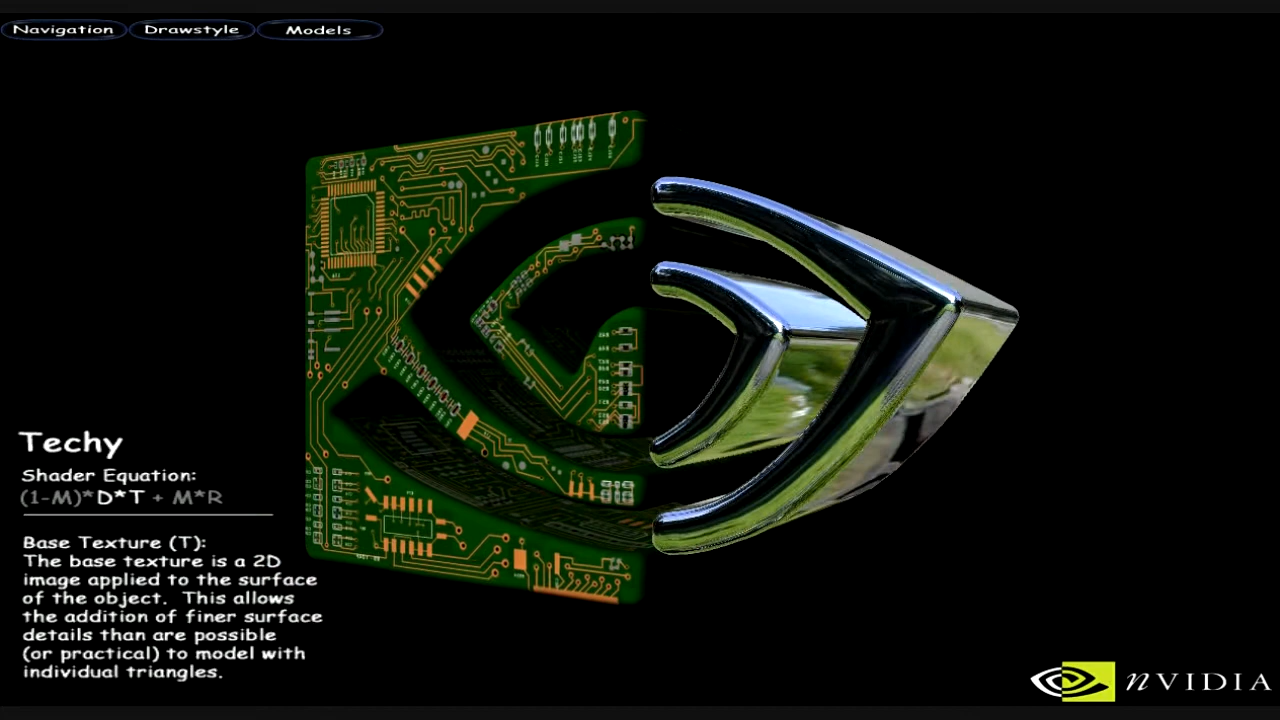 Navigation
Drawstyle
Models
Techy
Shader Equation:
(1-M)*D*T + M*R
Base Texture (T):
The base texture is a 2D
image applied to the surface
of the object. This allows
the addition of finer surface
details than are possible
(or practical) to model with
individual triangles.
nVIDIA